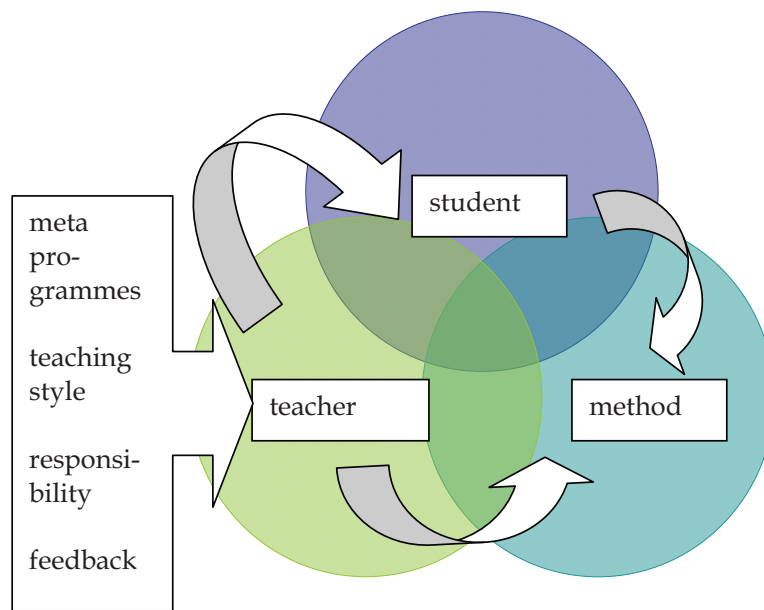 meta
pro-
grammes
teaching
style
responsi-
bility
feedback
student
teacher
method